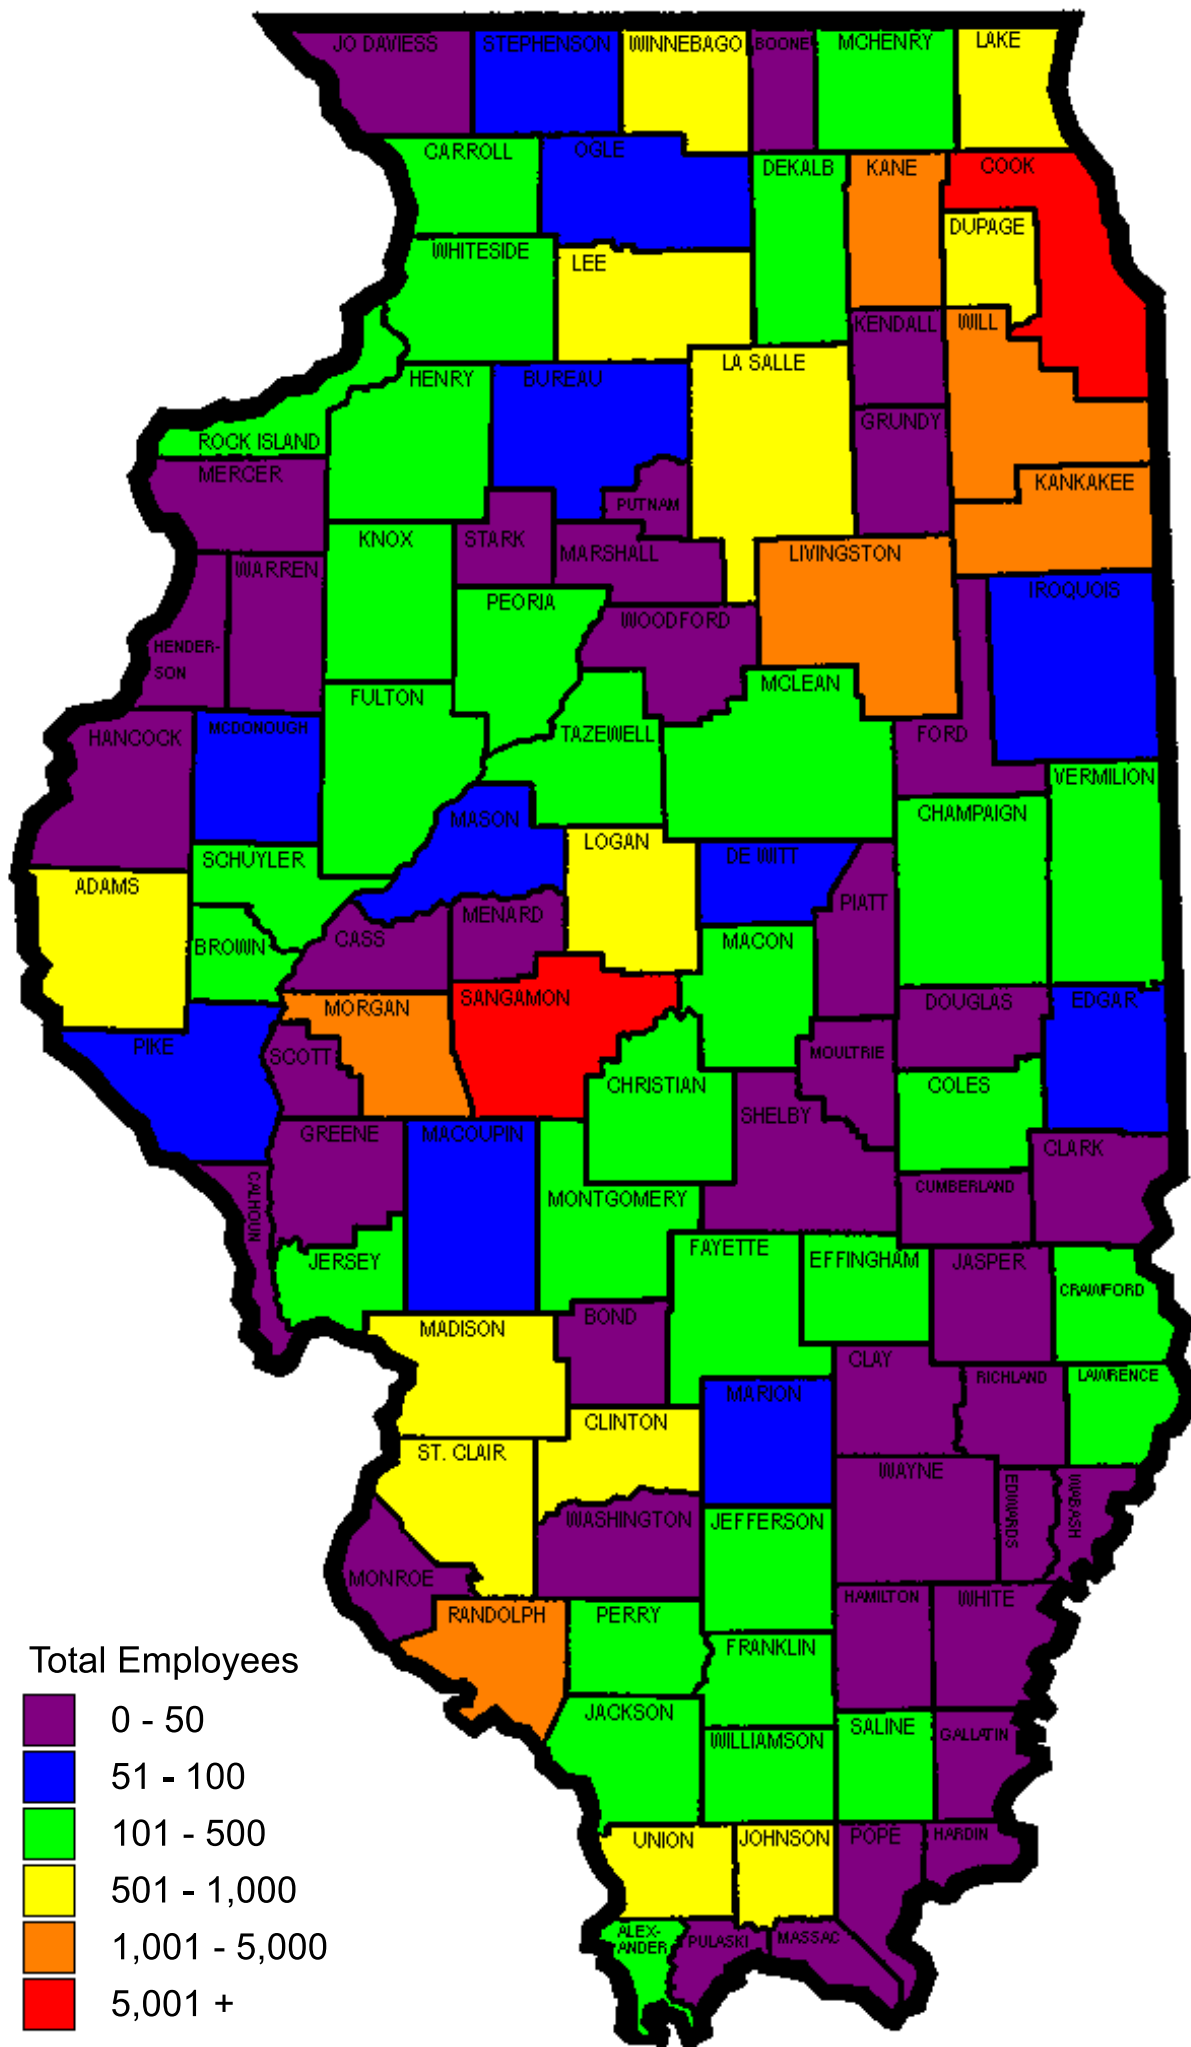 JO DAVIESS
STEPHENSON
WINNEBAGO
BOONE
MCHENRY
LAKE
CARROLL
OGLE
DEKALB
KANE
COOK
DUPAGE
WHITESIDE
LEE
KENDALL
WILL
LA SALLE
HENRY
BUREAU
GRUNDY
ROCK ISLAND
MERCER
PUTNAM
KANKAKEE
KNOX
STARK
MARSHALL
LIVINGSTON
WARREN
PEORIA
IROQUOIS
WOODFORD
HENDER-
SON
MCLEAN
FULTON
HANCOCK
MCDONOUGH
TAZEWELL
FORD
VERMILION
MASON
CHAMPAIGN
LOGAN
DE WITT
SCHUYLER
ADAMS
PIATT
MENARD
CASS
BROWN
MACON
MORGAN
SANGAMON
DOUGLAS
EDGAR
PIKE
SCOTT
MOULTRIE
CHRISTIAN
COLES
SHELBY
GREENE
MACOUPIN
CLARK
CALHOUN
MONTGOMERY
CUMBERLAND
FAYETTE
JERSEY
EFFINGHAM
JASPER
CRAWFORD
BOND
MADISON
CLAY
RICHLAND
LAWRENCE
MARION
CLINTON
ST. CLAIR
WAYNE
EDWARDS
WABASH
WASHINGTON
JEFFERSON
MONROE
HAMILTON
WHITE
RANDOLPH
PERRY
FRANKLIN
JACKSON
SALINE
GALLATIN
WILLIAMSON
UNION
JOHNSON
POPE
HARDIN
ALEX-
ANDER
PULASKI
MASSAC
Total Employees
0 - 50
51 - 100
101 - 500
501 - 1,000
1,001 - 5,000
5,001 +